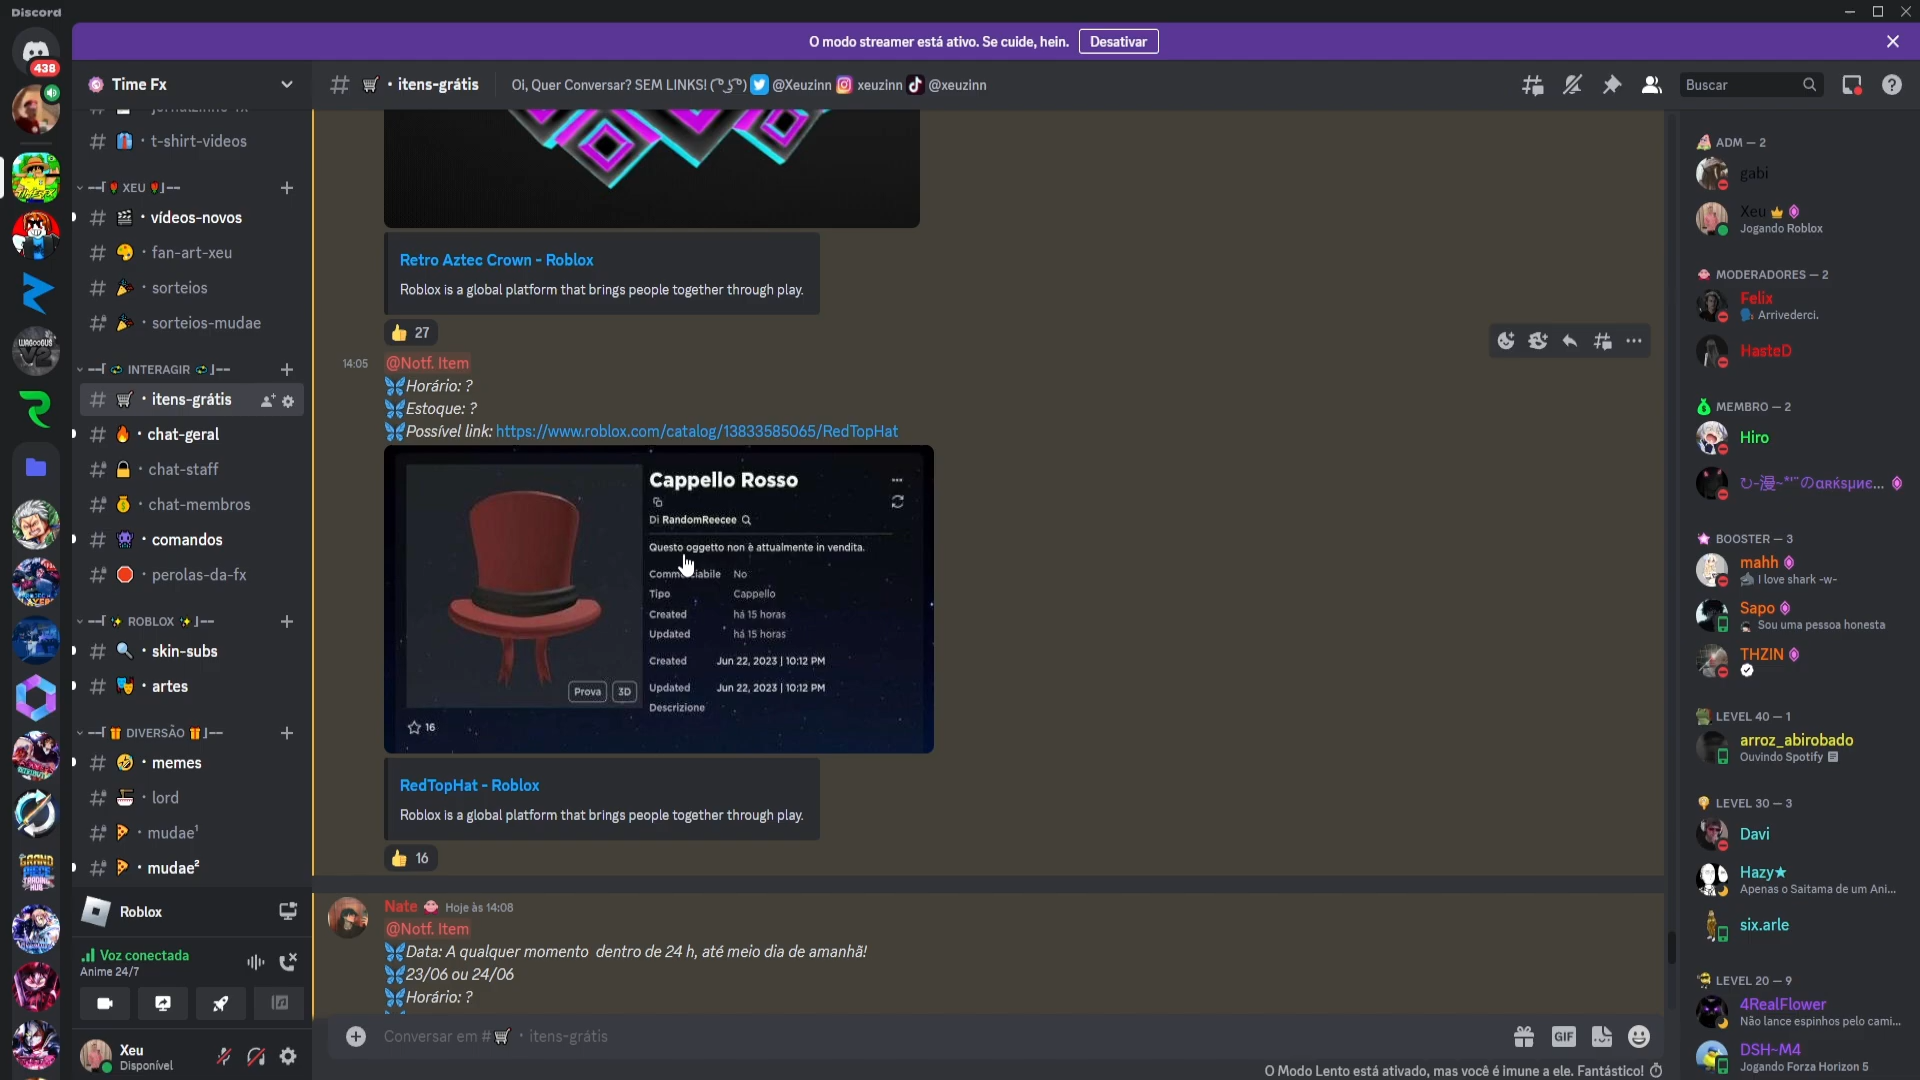 Discord
O modo streamer está ativo. Se cuide, hein. Desativar
438
Time Fx
# 🛒 • itens-grátis
Oi, Quer Conversar? SEM LINKS! @Xeuzinn xeuzinn @xeuzinn
Buscar
t-shirt-videos
XEU
vídeos-novos
fan-art-xeu
sorteios
sorteios-mudae
INTERAGIR
itens-grátis
chat-geral
chat-staff
chat-membros
comandos
perolas-da-fx
ROBLOX
skin-subs
artes
DIVERSÃO
memes
lord
mudae¹
mudae²
Roblox
Voz conectada
Anime 24/7
Xeu
Disponível
Retro Aztec Crown - Roblox
Roblox is a global platform that brings people together through play.
👍 27
14:05 @Notf. Item
🦋Horário: ?
🦋Estoque: ?
🦋Possível link: https://www.roblox.com/catalog/13833585065/RedTopHat
Cappello Rosso
Di RandomReecee
Questo oggetto non è attualmente in vendita.
No
Tipo Cappello
Created há 15 horas
Updated há 15 horas
Created Jun 22, 2023 | 10:12 PM
Updated Jun 22, 2023 | 10:12 PM
Descrizione
Prova 3D
16
RedTopHat - Roblox
Roblox is a global platform that brings people together through play.
👍 16
Nate Hoje às 14:08
@Notf. Item
🦋Data: A qualquer momento dentro de 24 h, até meio dia de amanhã!
🦋23/06 ou 24/06
🦋Horário: ?
Conversar em #🛒 • itens-grátis
GIF
O Modo Lento está ativado, mas você é imune a ele. Fantástico!
ADM — 2
gabi
Xeu
Jogando Roblox
MODERADORES — 2
Felix
Arrivederci.
HasteD
MEMBRO — 2
Hiro
BOOSTER — 3
mahh
I love shark -w-
Sapo
Sou uma pessoa honesta
THZIN
LEVEL 40 — 1
arroz_abirobado
Ouvindo Spotify
LEVEL 30 — 3
Davi
Hazy★
Apenas o Saitama de um Ani...
six.arle
LEVEL 20 — 9
4RealFlower
Não lance espinhos pelo cami...
DSH~M4
Jogando Forza Horizon 5